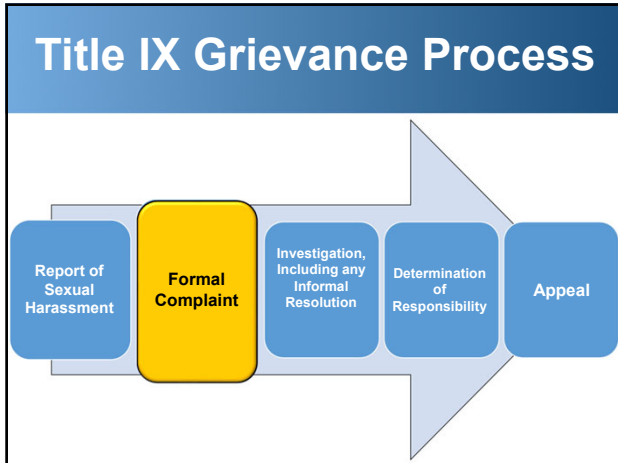 Title IX Grievance Process
Report of
Sexual
Harassment
Formal
Complaint
Investigation,
Including any
Informal
Resolution
Determination
of
Responsibility
Appeal